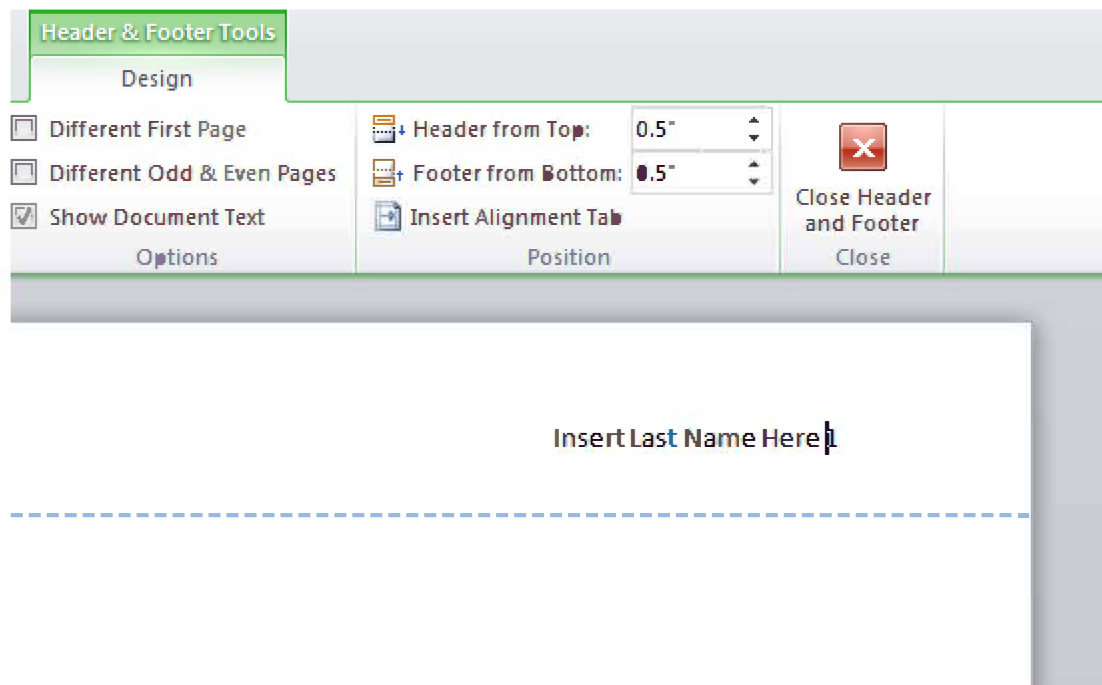 Header & Footer Tools
Design
Different First Page
Different Odd & Even Pages
Show Document Text
Options
Header from Top: 0.5"
Footer from Bottom: 0.5"
Insert Alignment Tab
Position
Close Header
and Footer
Close
Insert Last Name Here 1